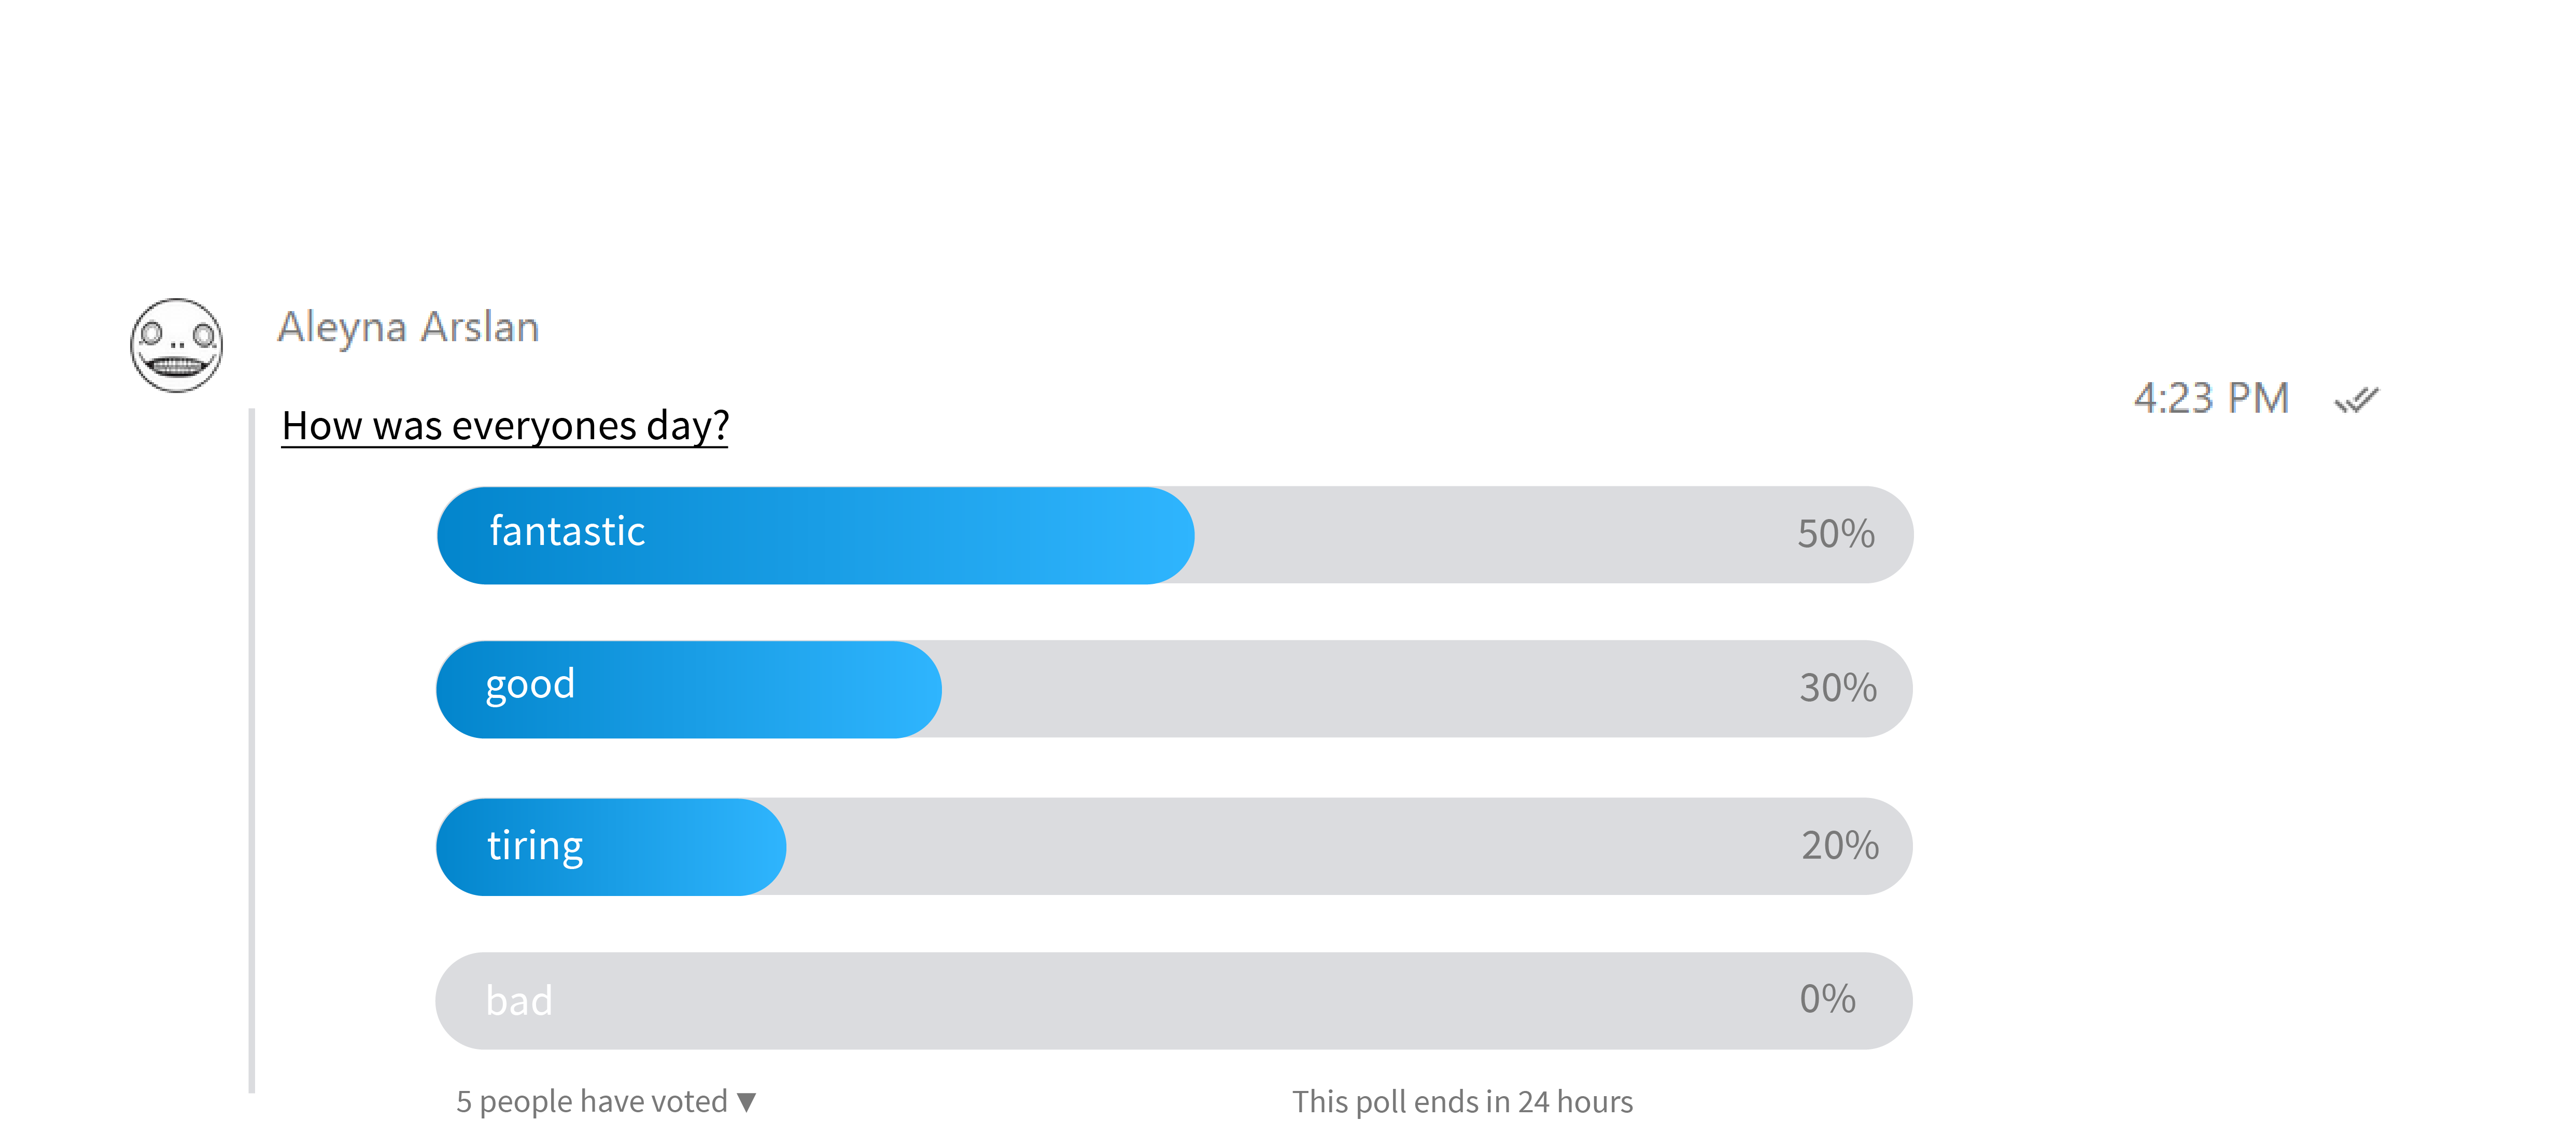 Aleyna Arslan
4:23 PM
How was everyones day?
fantastic 50%
good 30%
tiring 20%
bad 0%
5 people have voted ▼
This poll ends in 24 hours